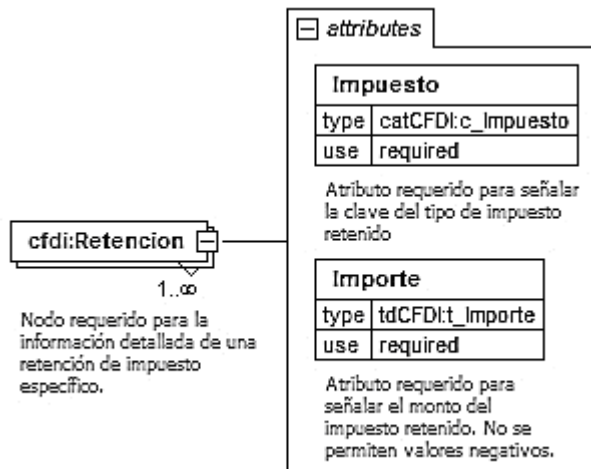 attributes
Impuesto
type catCFDI:c_Impuesto
use required
Atributo requerido para señalar
la clave del tipo de impuesto
retenido
cfdi:Retencion
1..∞
Nodo requerido para la
información detallada de una
retención de impuesto
específico.
Importe
type tdCFDI:t_Importe
use required
Atributo requerido para
señalar el monto del
impuesto retenido. No se
permiten valores negativos.